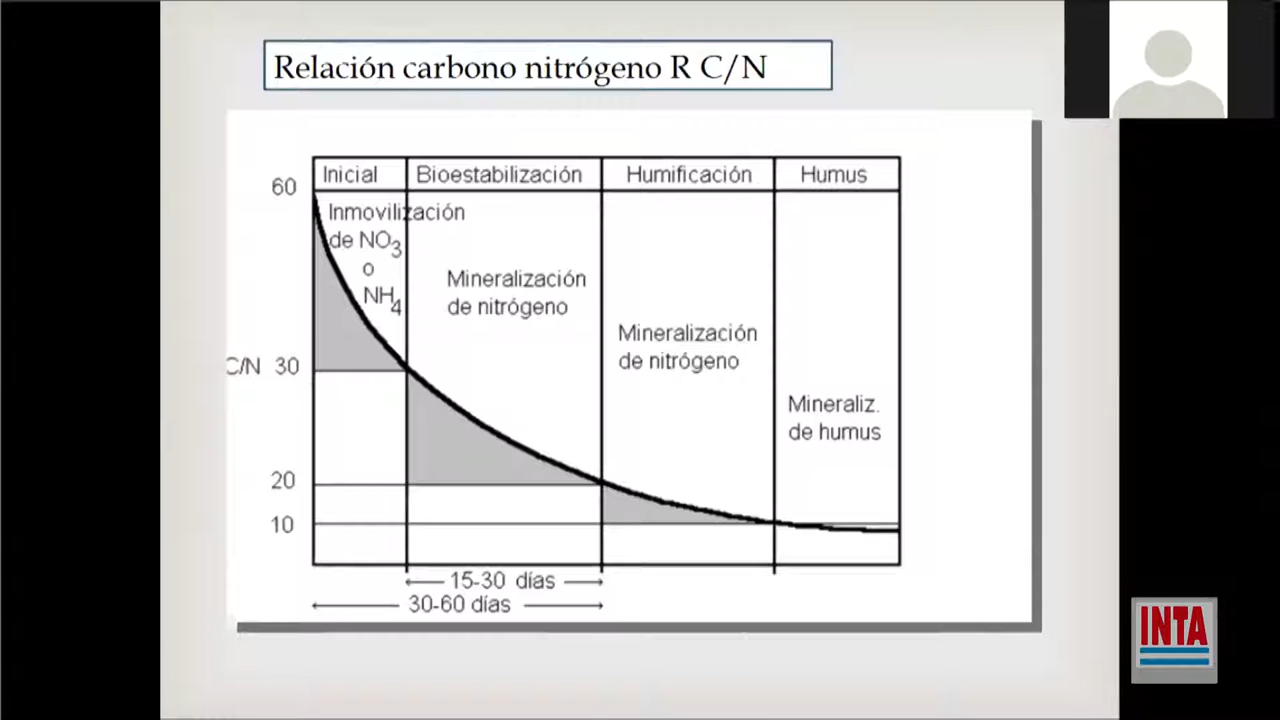 Relación carbono nitrógeno R C/N
Inicial
Bioestabilización
Humificación
Humus
60
Inmovilización
de NO3
o
NH4
Mineralización
de nitrógeno
Mineralización
de nitrógeno
Mineraliz.
de humus
C/N 30
20
10
15-30 días
30-60 días
INTA